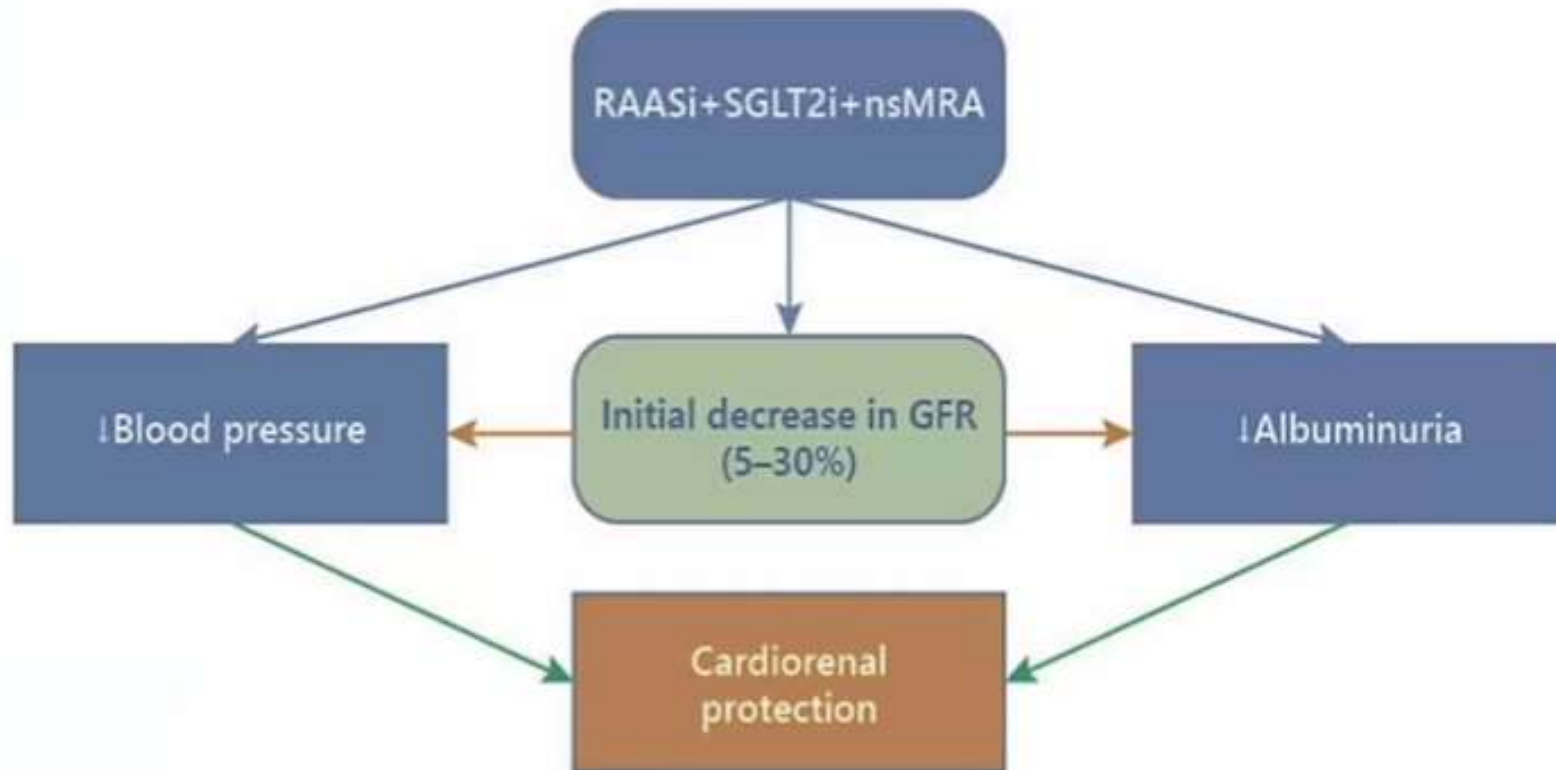 RAASi+SGLT2i+nsMRA
↓Blood pressure
Initial decrease in GFR
(5–30%)
↓Albuminuria
Cardiorenal
protection